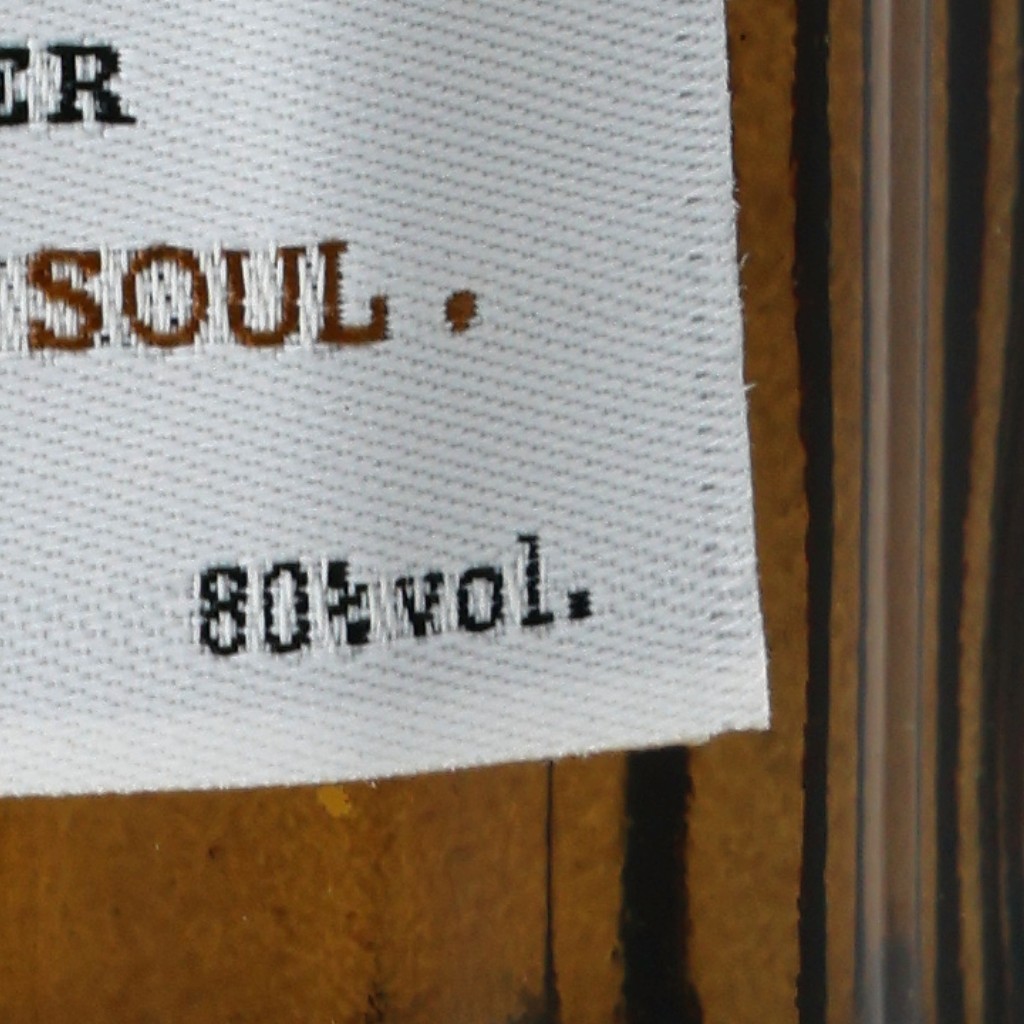 ER
SOUL •
80% vol.